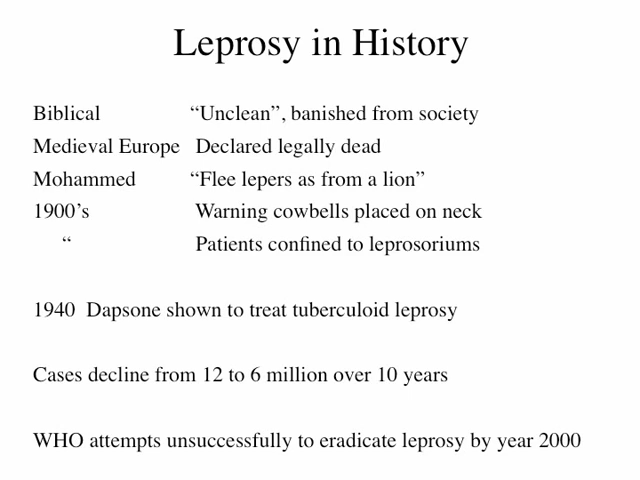 Leprosy in History
Biblical “Unclean”, banished from society
Medieval Europe Declared legally dead
Mohammed “Flee lepers as from a lion”
1900’s Warning cowbells placed on neck
“ Patients confined to leprosoriums
1940 Dapsone shown to treat tuberculoid leprosy
Cases decline from 12 to 6 million over 10 years
WHO attempts unsuccessfully to eradicate leprosy by year 2000